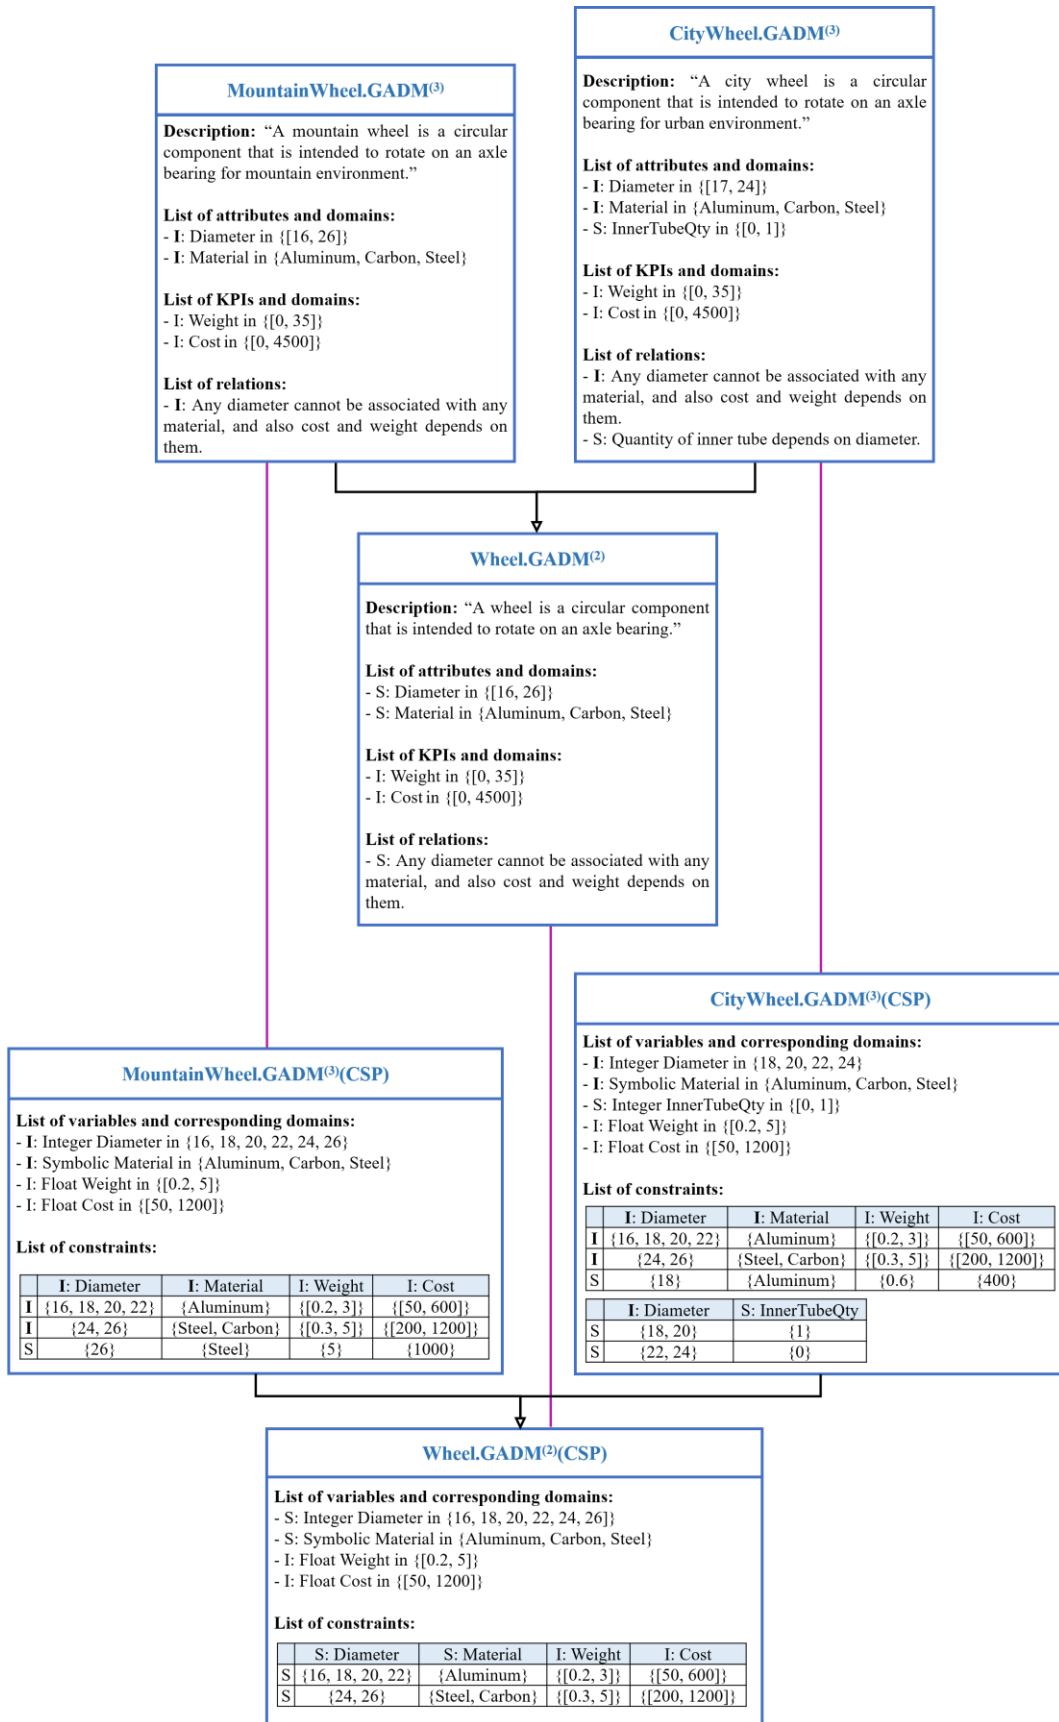 CityWheel.GADM(3)
Description: “A city wheel is a circular
component that is intended to rotate on an axle
bearing for urban environment.”
List of attributes and domains:
- I: Diameter in {[17, 24]}
- I: Material in {Aluminum, Carbon, Steel}
- S: InnerTubeQty in {[0, 1]}
List of KPIs and domains:
- I: Weight in {[0, 35]}
- I: Cost in {[0, 4500]}
List of relations:
- I: Any diameter cannot be associated with any
material, and also cost and weight depends on
them.
- S: Quantity of inner tube depends on diameter.
MountainWheel.GADM(3)
Description: “A mountain wheel is a circular
component that is intended to rotate on an axle
bearing for mountain environment.”
List of attributes and domains:
- I: Diameter in {[16, 26]}
- I: Material in {Aluminum, Carbon, Steel}
List of KPIs and domains:
- I: Weight in {[0, 35]}
- I: Cost in {[0, 4500]}
List of relations:
- I: Any diameter cannot be associated with any
material, and also cost and weight depends on
them.
Wheel.GADM(2)
Description: “A wheel is a circular component
that is intended to rotate on an axle bearing.”
List of attributes and domains:
- S: Diameter in {[16, 26]}
- S: Material in {Aluminum, Carbon, Steel}
List of KPIs and domains:
- I: Weight in {[0, 35]}
- I: Cost in {[0, 4500]}
List of relations:
- S: Any diameter cannot be associated with any
material, and also cost and weight depends on
them.
CityWheel.GADM(3)(CSP)
List of variables and corresponding domains:
- I: Integer Diameter in {18, 20, 22, 24}
- I: Symbolic Material in {Aluminum, Carbon, Steel}
- S: Integer InnerTubeQty in {[0, 1]}
- I: Float Weight in {[0.2, 5]}
- I: Float Cost in {[50, 1200]}
List of constraints:
I: Diameter I: Material I: Weight I: Cost
I {16, 18, 20, 22} {Aluminum} {[0.2, 3]} {[50, 600]}
I {24, 26} {Steel, Carbon} {[0.3, 5]} {[200, 1200]}
S {18} {Aluminum} {0.6} {400}
I: Diameter S: InnerTubeQty
S {18, 20} {1}
S {22, 24} {0}
MountainWheel.GADM(3)(CSP)
List of variables and corresponding domains:
- I: Integer Diameter in {16, 18, 20, 22, 24, 26}
- I: Symbolic Material in {Aluminum, Carbon, Steel}
- I: Float Weight in {[0.2, 5]}
- I: Float Cost in {[50, 1200]}
List of constraints:
I: Diameter I: Material I: Weight I: Cost
I {16, 18, 20, 22} {Aluminum} {[0.2, 3]} {[50, 600]}
I {24, 26} {Steel, Carbon} {[0.3, 5]} {[200, 1200]}
S {26} {Steel} {5} {1000}
Wheel.GADM(2)(CSP)
List of variables and corresponding domains:
- S: Integer Diameter in {16, 18, 20, 22, 24, 26]}
- S: Symbolic Material in {Aluminum, Carbon, Steel}
- I: Float Weight in {[0.2, 5]}
- I: Float Cost in {[50, 1200]}
List of constraints:
S: Diameter S: Material I: Weight I: Cost
S {16, 18, 20, 22} {Aluminum} {[0.2, 3]} {[50, 600]}
S {24, 26} {Steel, Carbon} {[0.3, 5]} {[200, 1200]}